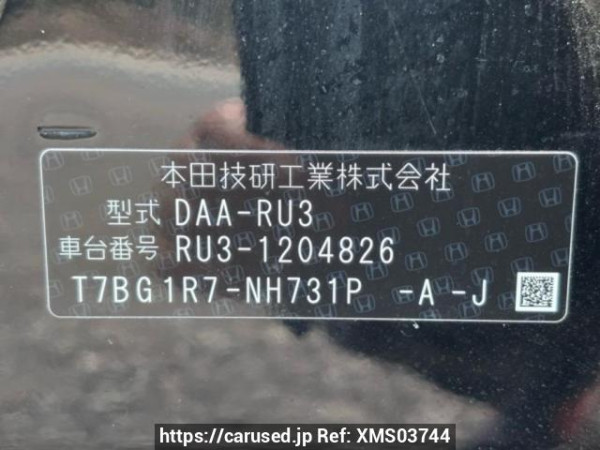 本田技研工業株式会社
型式 DAA-RU3
車台番号 RU3-1204826
T7BG1R7-NH731P -A -J
https://carused.jp Ref: XMS03744